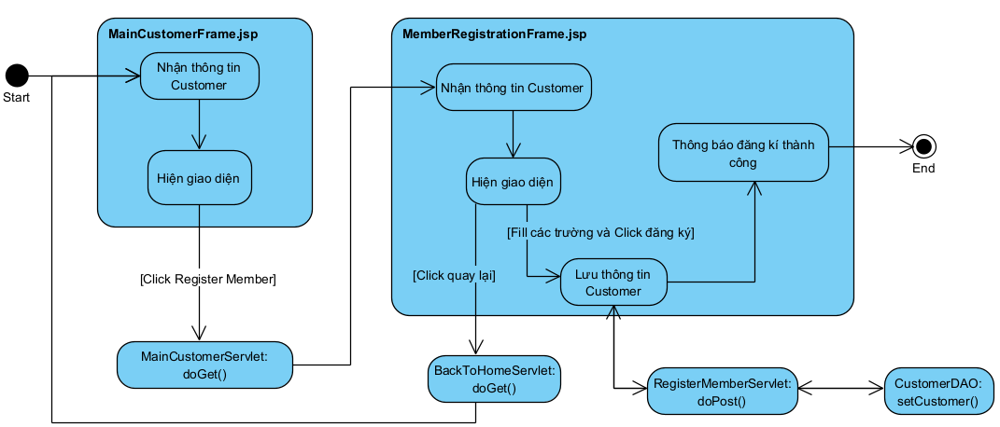 MainCustomerFrame.jsp
Nhận thông tin
Customer
Hiện giao diện
Start
[Click Register Member]
MainCustomerServlet:
doGet()
MemberRegistrationFrame.jsp
Nhận thông tin Customer
Hiện giao diện
Thông báo đăng kí thành
công
End
[Fill các trường và Click đăng ký]
[Click quay lại]
Lưu thông tin
Customer
BackToHomeServlet:
doGet()
RegisterMemberServlet:
doPost()
CustomerDAO:
setCustomer()